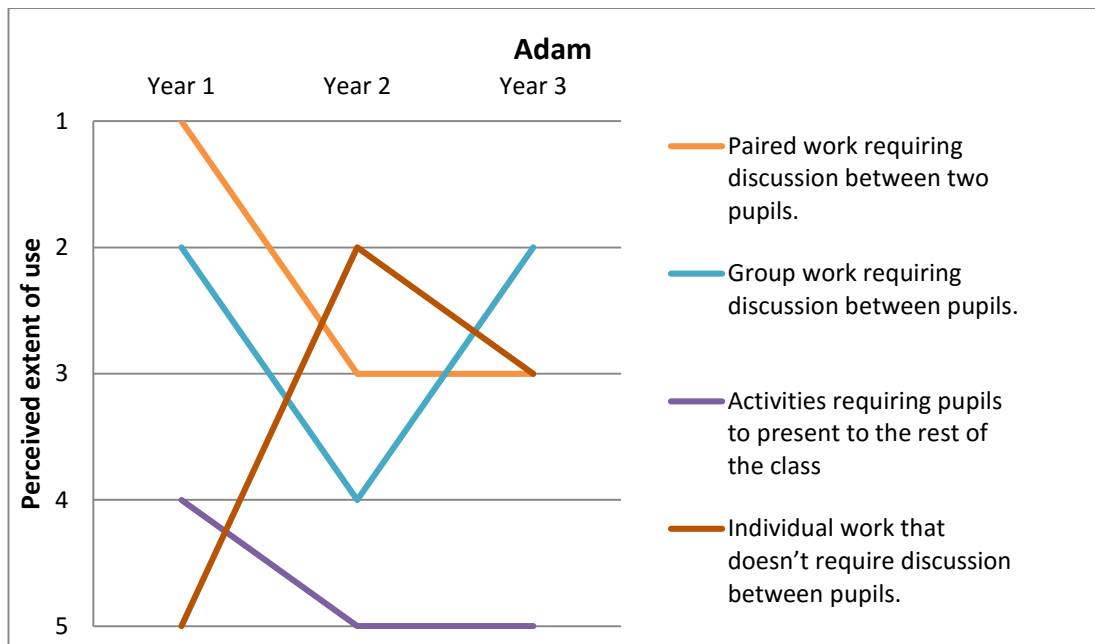 Adam
Year 1 Year 2 Year 3
1
2
3
4
5
Perceived extent of use
Paired work requiring
discussion between two
pupils.
Group work requiring
discussion between pupils.
Activities requiring pupils
to present to the rest of
the class
Individual work that
doesn’t require discussion
between pupils.